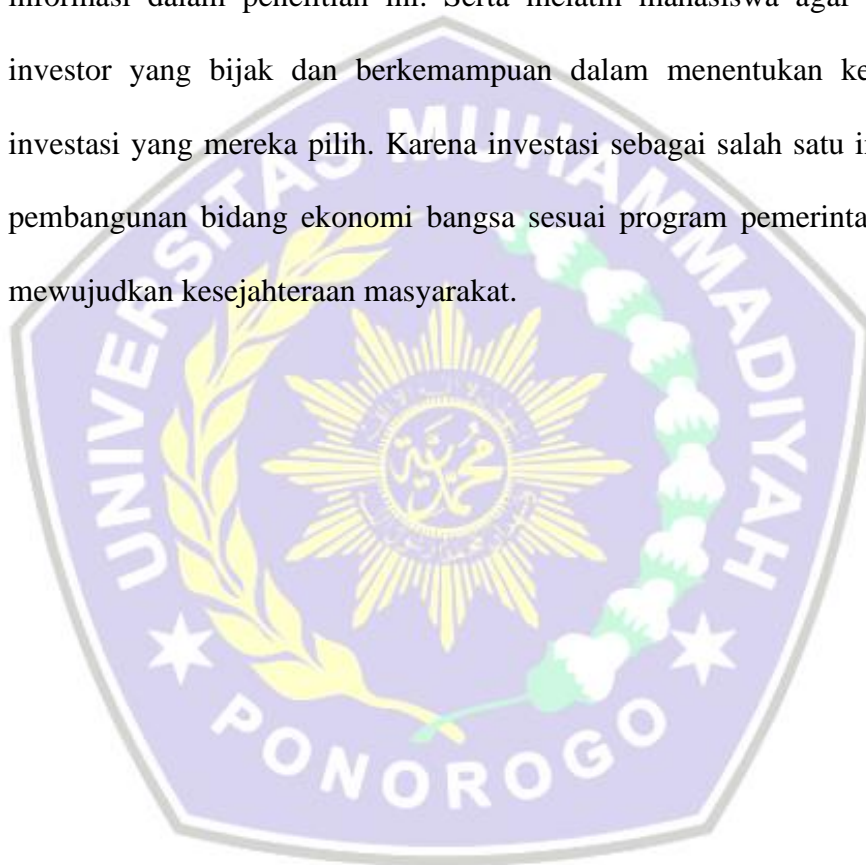 informasi dalam penelitian ini. Serta melatih mahasiswa agar
investor yang bijak dan berkemampuan dalam menentukan ke
investasi yang mereka pilih. Karena investasi sebagai salah satu
pembangunan bidang ekonomi bangsa sesuai program pemerinta
mewujudkan kesejahteraan masyarakat.
UNIVERSITAS MUHAMMADIYAH
محمدية
PONOROGO